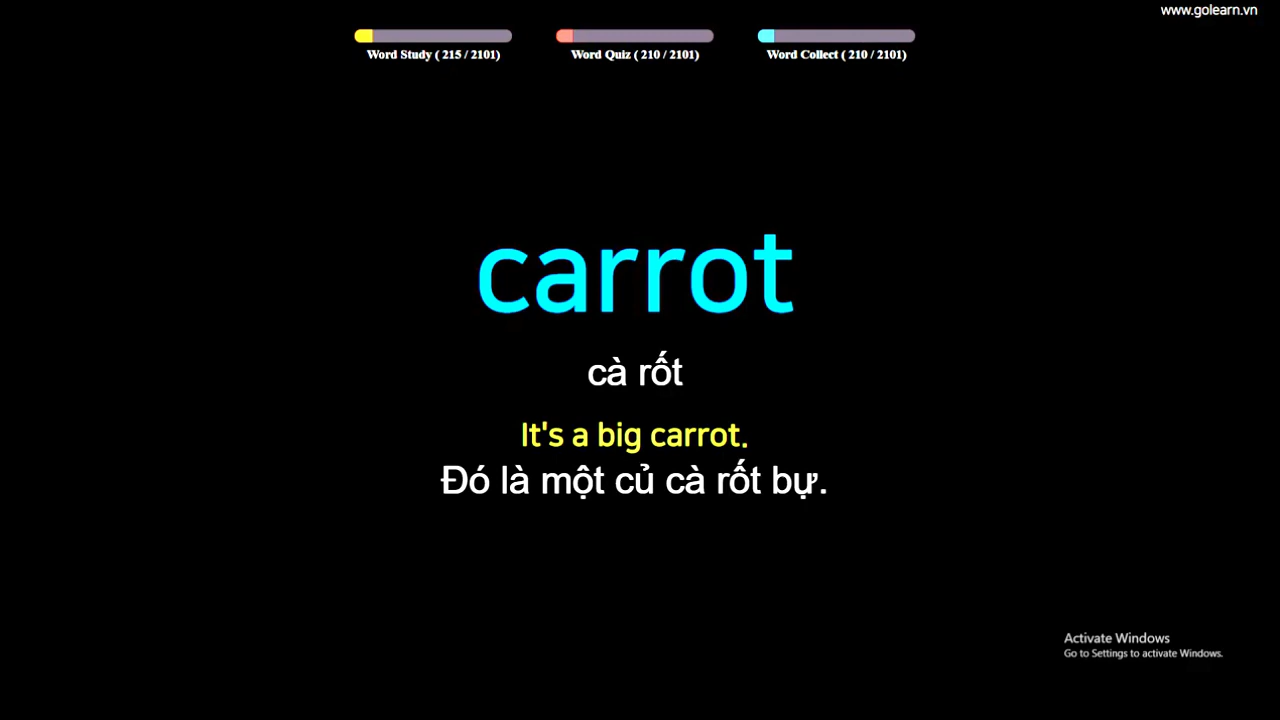 www.golearn.vn
Word Study ( 215 / 2101) Word Quiz ( 210 / 2101) Word Collect ( 210 / 2101)
carrot
cà rốt
It's a big carrot.
Đó là một củ cà rốt bự.
Activate Windows
Go to Settings to activate Windows.